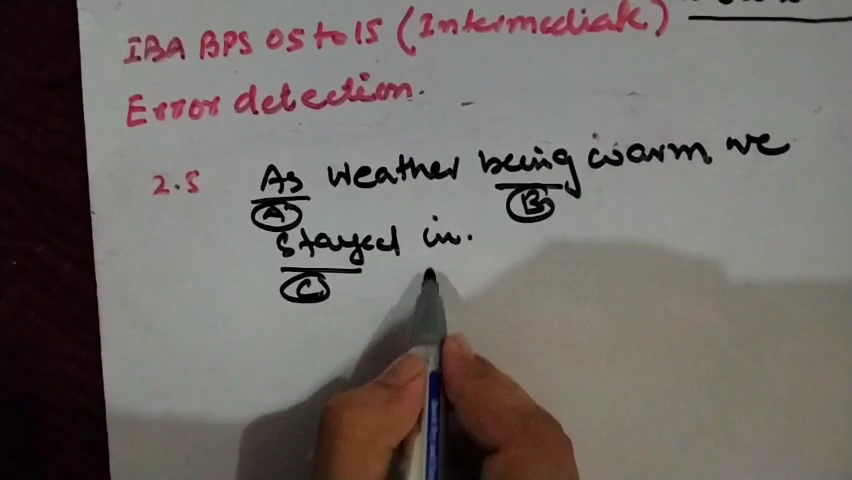 IBA BPS 05 to 15 (Intermediate)
Error detection.
2.5 As weather being warm, we
(A) (B)
stayed in.
(C)